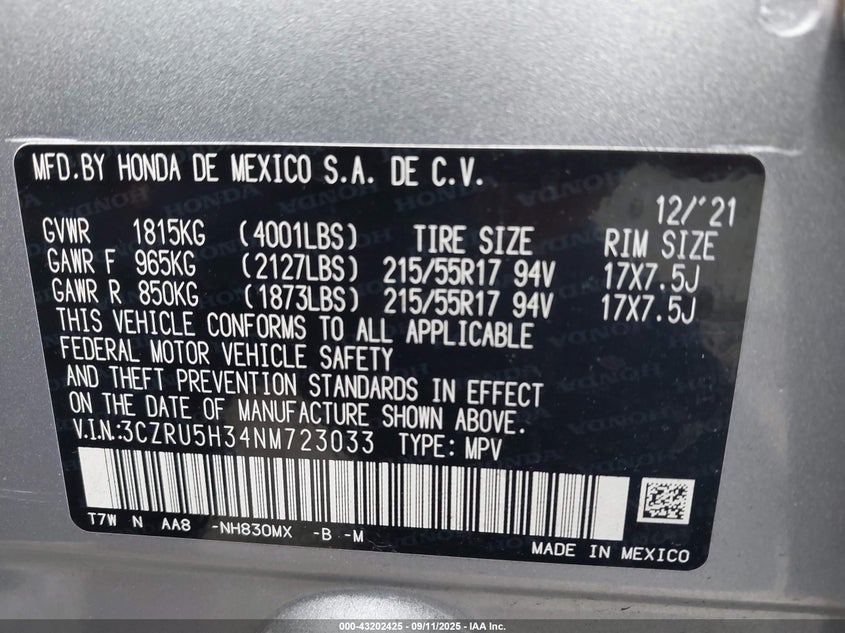 MFD.BY HONDA DE MEXICO S.A. DE C.V.
12/'21
GVWR 1815KG (4001LBS) TIRE SIZE RIM SIZE
GAWR F 965KG (2127LBS) 215/55R17 94V 17X7.5J
GAWR R 850KG (1873LBS) 215/55R17 94V 17X7.5J
THIS VEHICLE CONFORMS TO ALL APPLICABLE
FEDERAL MOTOR VEHICLE SAFETY
AND THEFT PREVENTION STANDARDS IN EFFECT
ON THE DATE OF MANUFACTURE SHOWN ABOVE.
V.I.N.:3CZRU5H34NM723033 TYPE: MPV
T7W N AA8 -NH830MX -B -M
MADE IN MEXICO
000-43202425 - 09/11/2025 - IAA Inc.